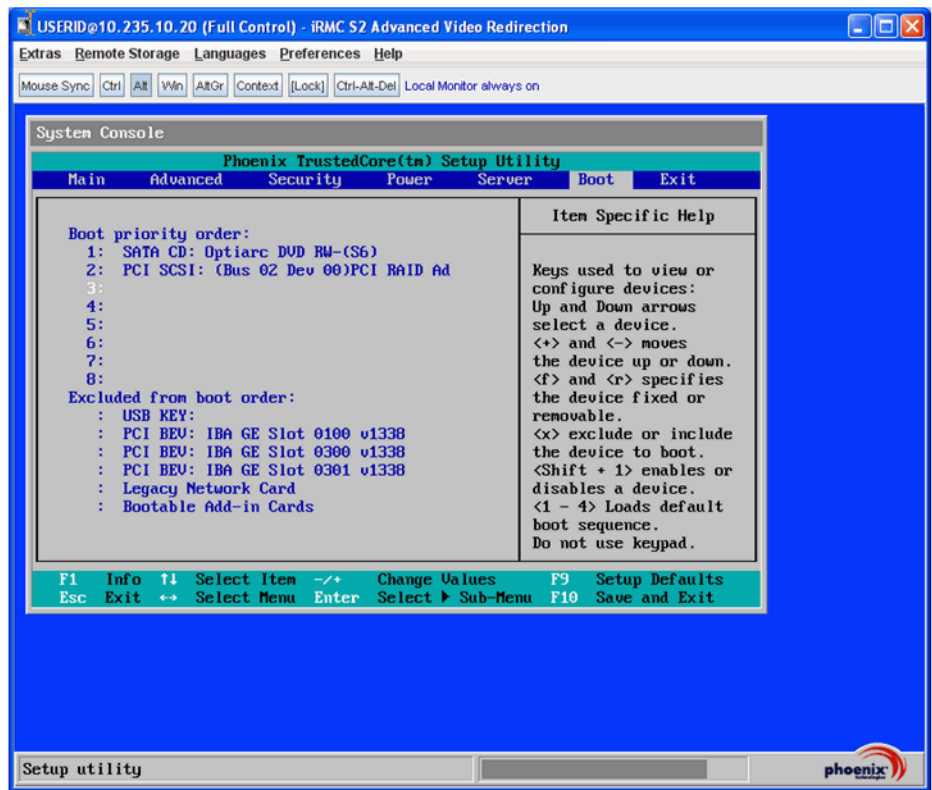 USERID@10.235.10.20 (Full Control) - iRMC S2 Advanced Video Redirection
Extras Remote Storage Languages Preferences Help
Mouse Sync Ctrl Alt Win AltGr Context [Lock] Ctrl-Alt-Del Local Monitor always on
System Console
Phoenix TrustedCore(tm) Setup Utility
Main Advanced Security Power Server Boot Exit
Boot priority order:
1: SATA CD: Optiarc DVD RW-(S6)
2: PCI SCSI: (Bus 02 Dev 00)PCI RAID Ad
3:
4:
5:
6:
7:
8:
Excluded from boot order:
: USB KEY:
: PCI BEV: IBA GE Slot 0100 v1338
: PCI BEV: IBA GE Slot 0300 v1338
: PCI BEV: IBA GE Slot 0301 v1338
: Legacy Network Card
: Bootable Add-in Cards
Item Specific Help
Keys used to view or
configure devices:
Up and Down arrows
select a device.
<+> and <-> moves
the device up or down.
<f> and <r> specifies
the device fixed or
removable.
<x> exclude or include
the device to boot.
<Shift + 1> enables or
disables a device.
<1 - 4> Loads default
boot sequence.
Do not use keypad.
F1 Info ↑↓ Select Item -/+ Change Values F9 Setup Defaults
Esc Exit ↔ Select Menu Enter Select ▶ Sub-Menu F10 Save and Exit
Setup utility
phoenix